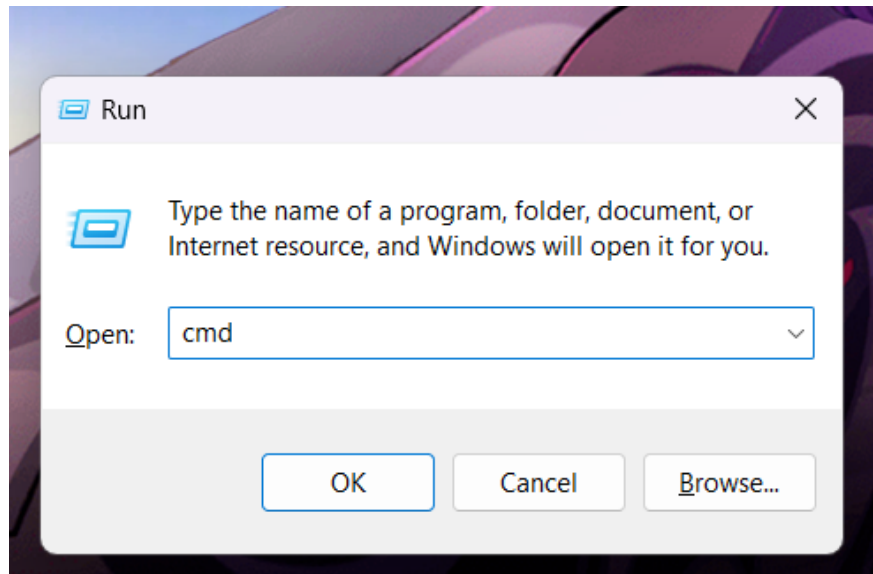 Run
Type the name of a program, folder, document, or
Internet resource, and Windows will open it for you.
Open: cmd
OK Cancel Browse...